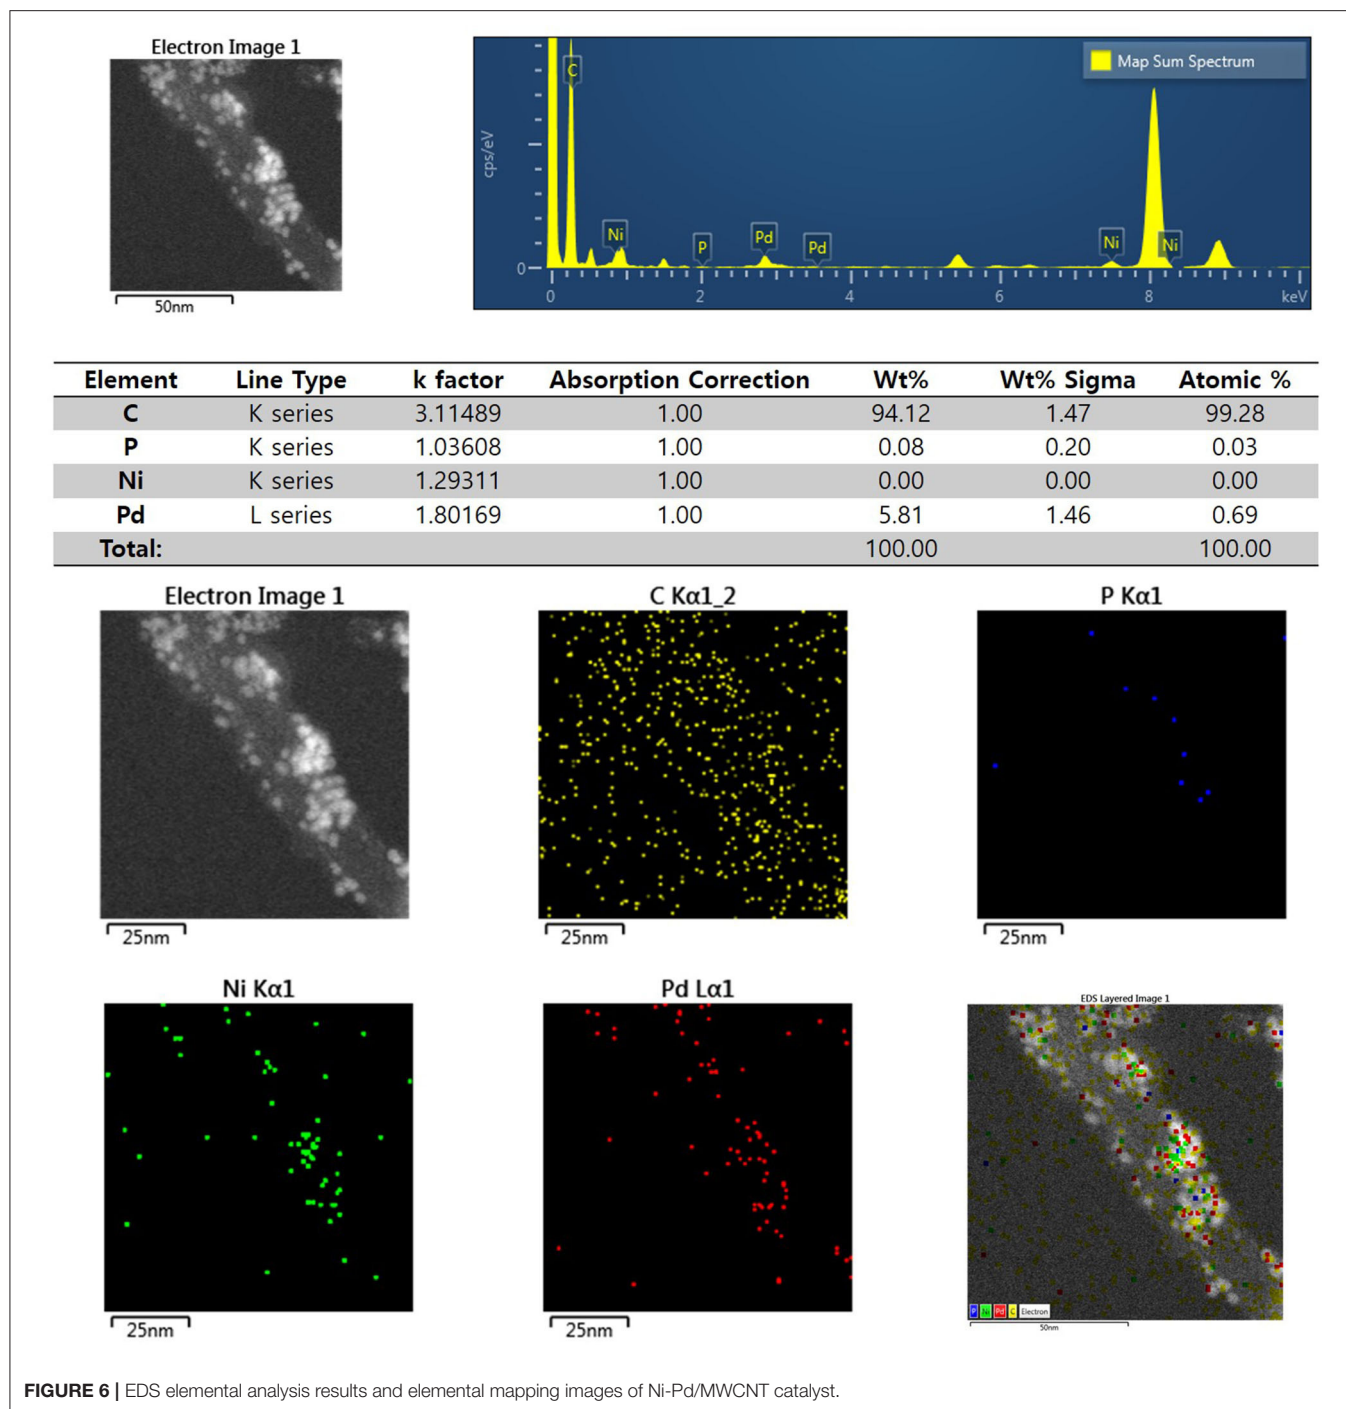 Electron Image 1
50nm
Map Sum Spectrum
cps/eV
0
C
Ni
P
Pd
Pd
Ni
Ni
0 2 4 6 8 keV
Element Line Type k factor Absorption Correction Wt% Wt% Sigma Atomic %
C K series 3.11489 1.00 94.12 1.47 99.28
P K series 1.03608 1.00 0.08 0.20 0.03
Ni K series 1.29311 1.00 0.00 0.00 0.00
Pd L series 1.80169 1.00 5.81 1.46 0.69
Total: 100.00 100.00
Electron Image 1
25nm
C Kα1_2
25nm
P Kα1
25nm
Ni Kα1
25nm
Pd Lα1
25nm
EDS Layered Image 1
P Ni Pd C Electron
50nm
FIGURE 6 | EDS elemental analysis results and elemental mapping images of Ni-Pd/MWCNT catalyst.